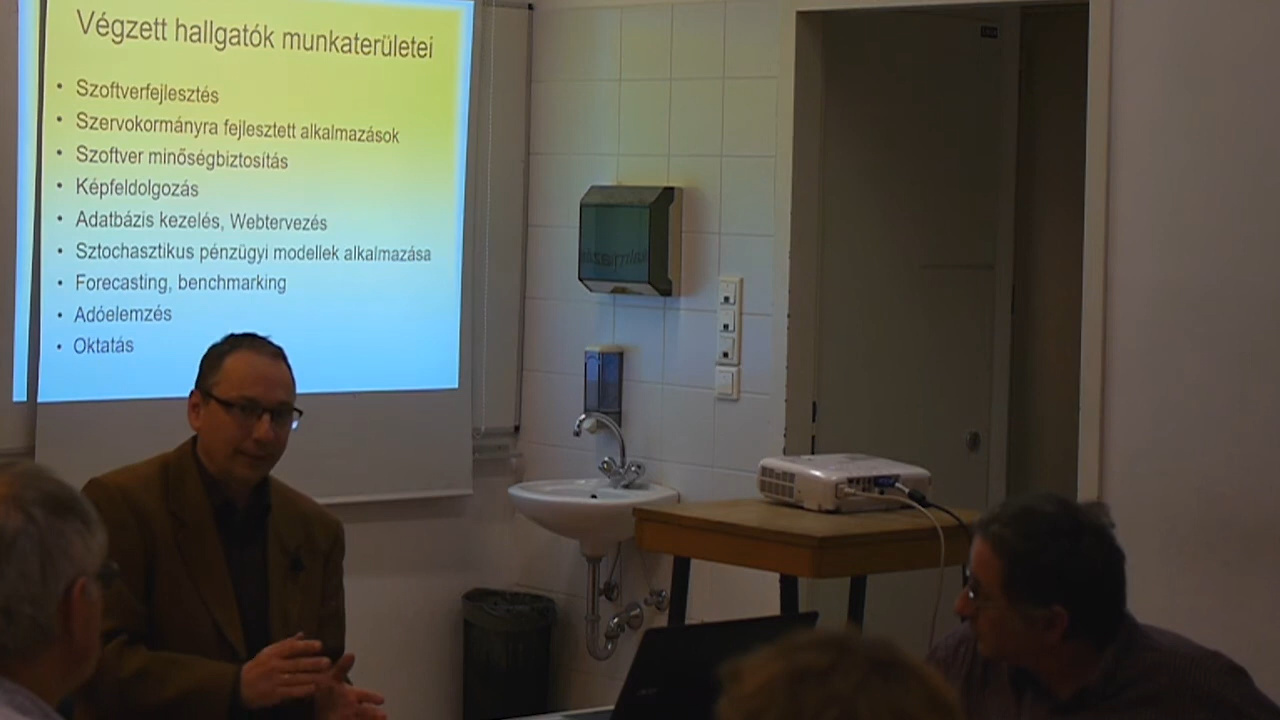 Végzett hallgatók munkaterületei
• Szoftverfejlesztés
• Szervokormányra fejlesztett alkalmazások
• Szoftver minőségbiztosítás
• Képfeldolgozás
• Adatbázis kezelés, Webtervezés
• Sztochasztikus pénzügyi modellek alkalmazása
• Forecasting, benchmarking
• Adóelemzés
• Oktatás